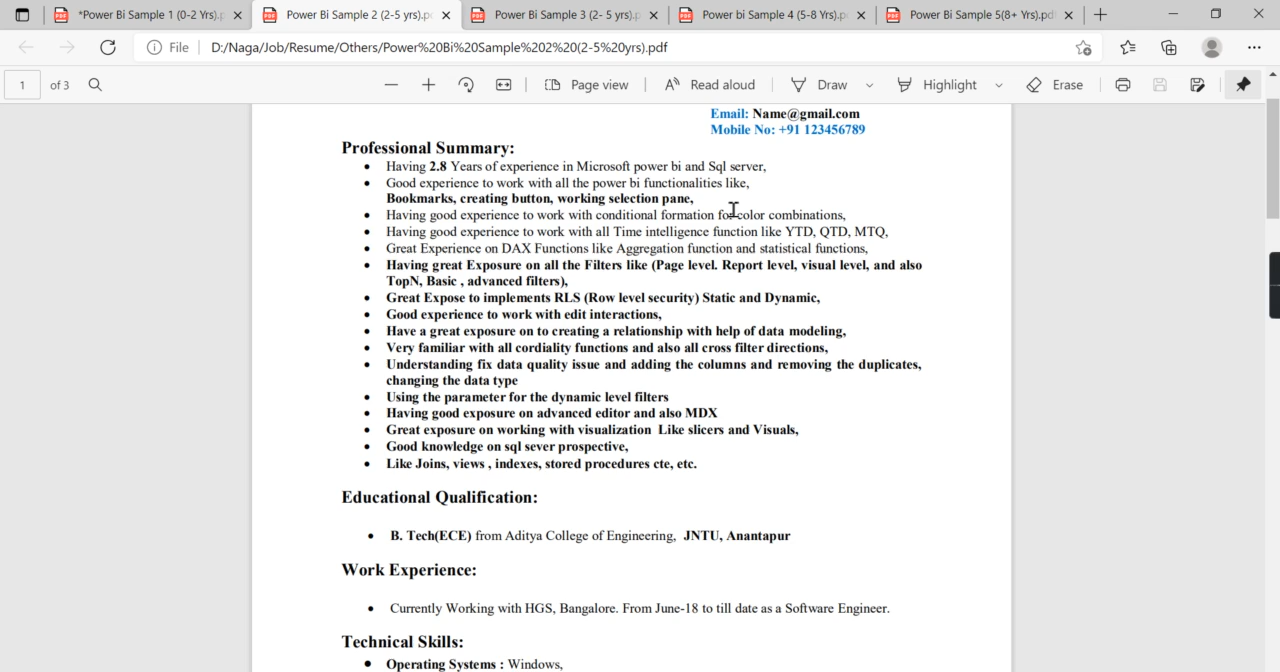 *Power Bi Sample 1 (0-2 Yrs).p
Power Bi Sample 2 (2-5 yrs).p
Power Bi Sample 3 (2- 5 yrs).p
Power bi Sample 4 (5-8 Yrs).p
Power Bi Sample 5(8+ Yrs).pd
File D:/Naga/Job/Resume/Others/Power%20Bi%20Sample%202%20(2-5%20yrs).pdf
1 of 3 Page view Read aloud Draw Highlight Erase
Email: Name@gmail.com
Mobile No: +91 123456789
Professional Summary:
• Having 2.8 Years of experience in Microsoft power bi and Sql server,
• Good experience to work with all the power bi functionalities like,
Bookmarks, creating button, working selection pane,
• Having good experience to work with conditional formation for color combinations,
• Having good experience to work with all Time intelligence function like YTD, QTD, MTQ,
• Great Experience on DAX Functions like Aggregation function and statistical functions,
• Having great Exposure on all the Filters like (Page level. Report level, visual level, and also
TopN, Basic , advanced filters),
• Great Expose to implements RLS (Row level security) Static and Dynamic,
• Good experience to work with edit interactions,
• Have a great exposure on to creating a relationship with help of data modeling,
• Very familiar with all cordiality functions and also all cross filter directions,
• Understanding fix data quality issue and adding the columns and removing the duplicates,
changing the data type
• Using the parameter for the dynamic level filters
• Having good exposure on advanced editor and also MDX
• Great exposure on working with visualization Like slicers and Visuals,
• Good knowledge on sql sever prospective,
• Like Joins, views , indexes, stored procedures cte, etc.
Educational Qualification:
• B. Tech(ECE) from Aditya College of Engineering, JNTU, Anantapur
Work Experience:
• Currently Working with HGS, Bangalore. From June-18 to till date as a Software Engineer.
Technical Skills:
• Operating Systems : Windows,